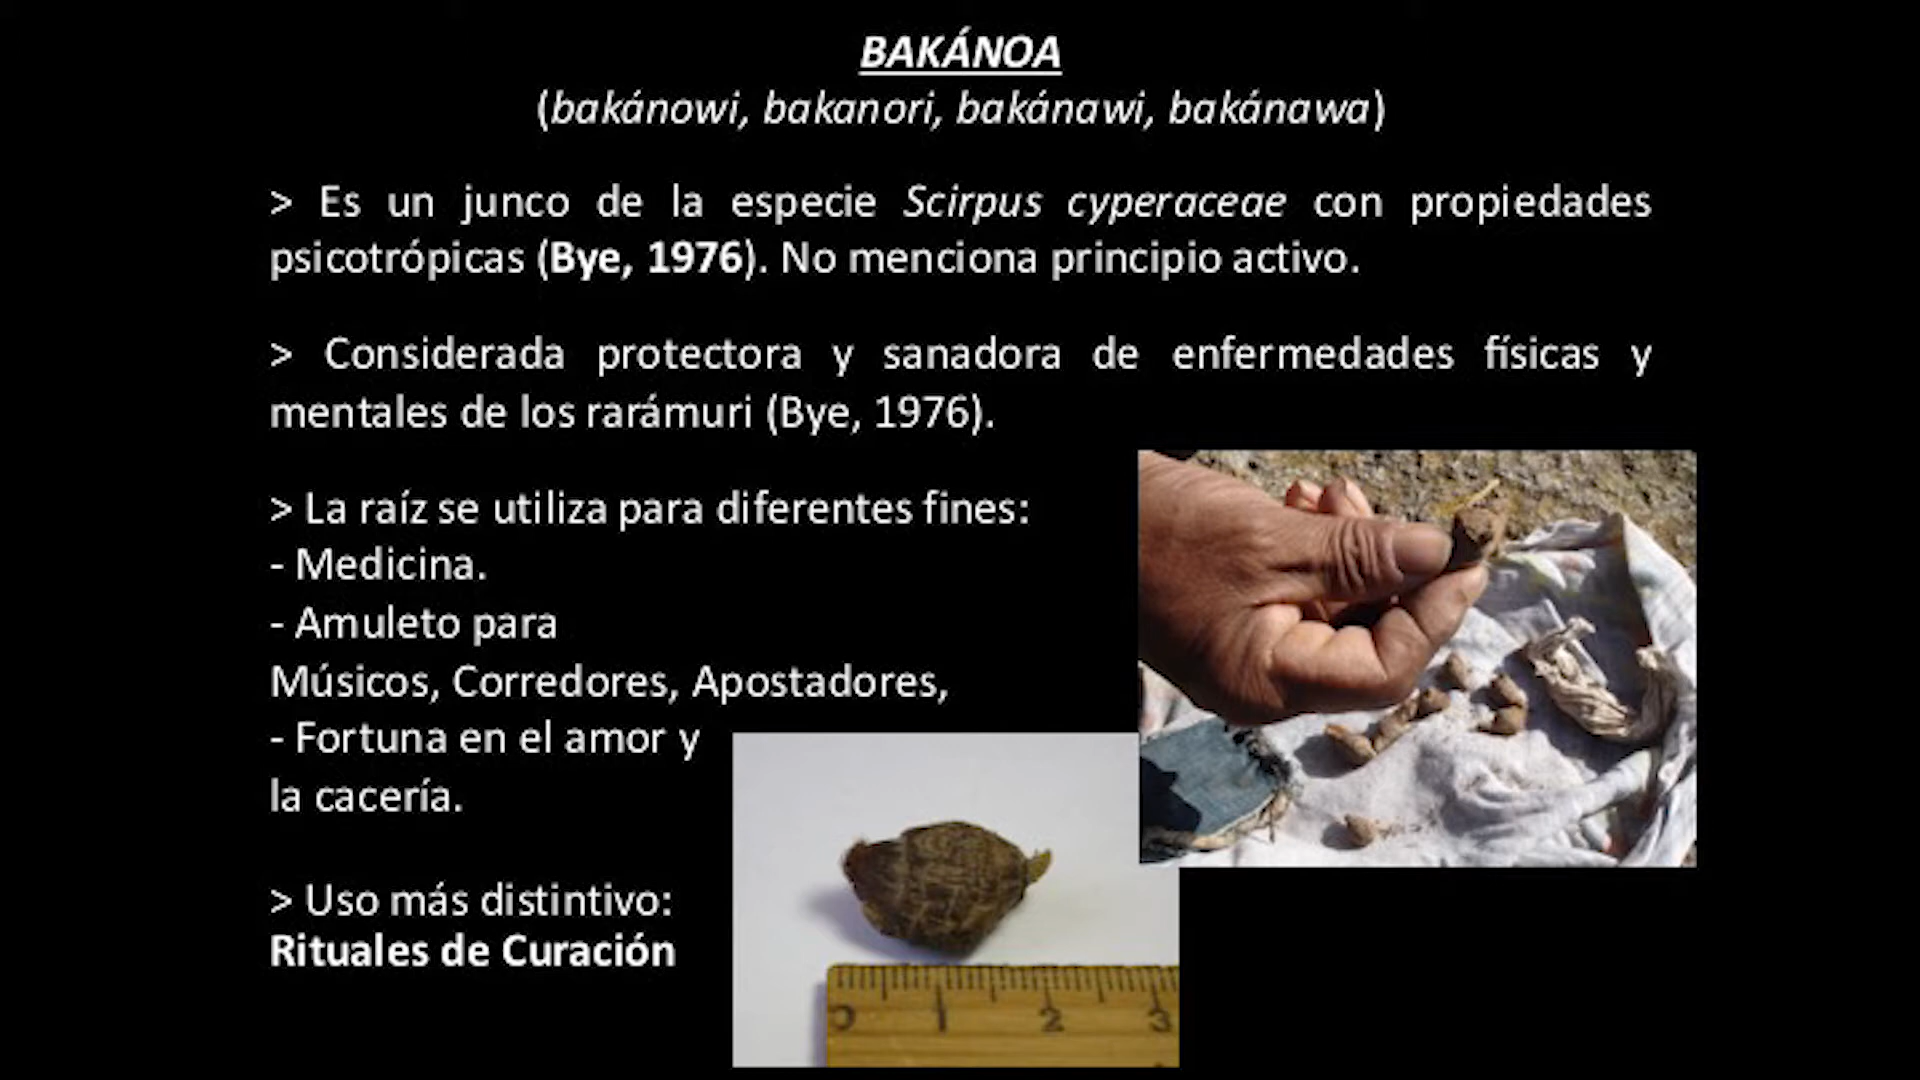 BAKÁNOA
(bakánowi, bakanori, bakánawi, bakánawa)
> Es un junco de la especie Scirpus cyperaceae con propiedades
psicotrópicas (Bye, 1976). No menciona principio activo.
> Considerada protectora y sanadora de enfermedades físicas y
mentales de los rarámuri (Bye, 1976).
> La raíz se utiliza para diferentes fines:
- Medicina.
- Amuleto para
Músicos, Corredores, Apostadores,
- Fortuna en el amor y
la cacería.
> Uso más distintivo:
Rituales de Curación
0 1 2 3